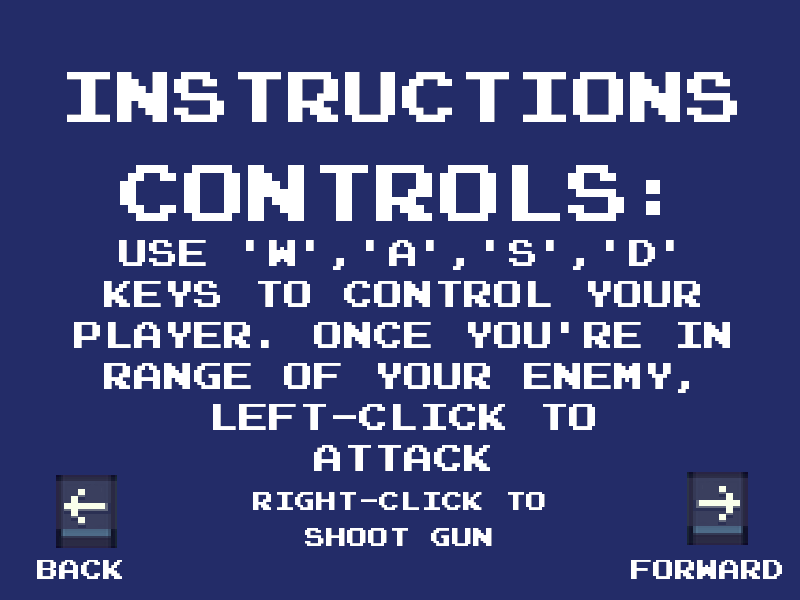 INSTRUCTIONS
CONTROLS:
USE 'W','A','S','D'
KEYS TO CONTROL YOUR
PLAYER. ONCE YOU'RE IN
RANGE OF YOUR ENEMY,
LEFT-CLICK TO
ATTACK
RIGHT-CLICK TO
SHOOT GUN
BACK
FORWARD